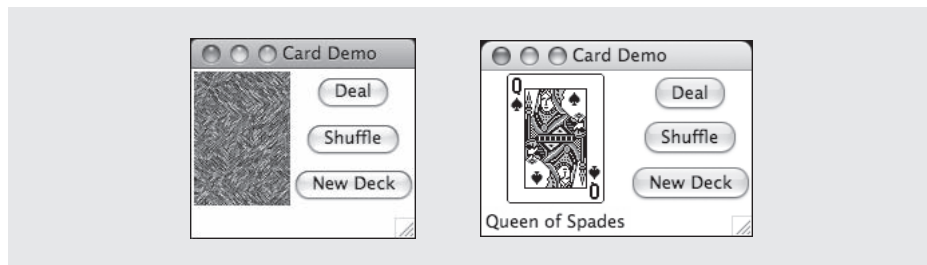 Card Demo
Deal
Shuffle
New Deck
Card Demo
Q
Q
Deal
Shuffle
New Deck
Queen of Spades